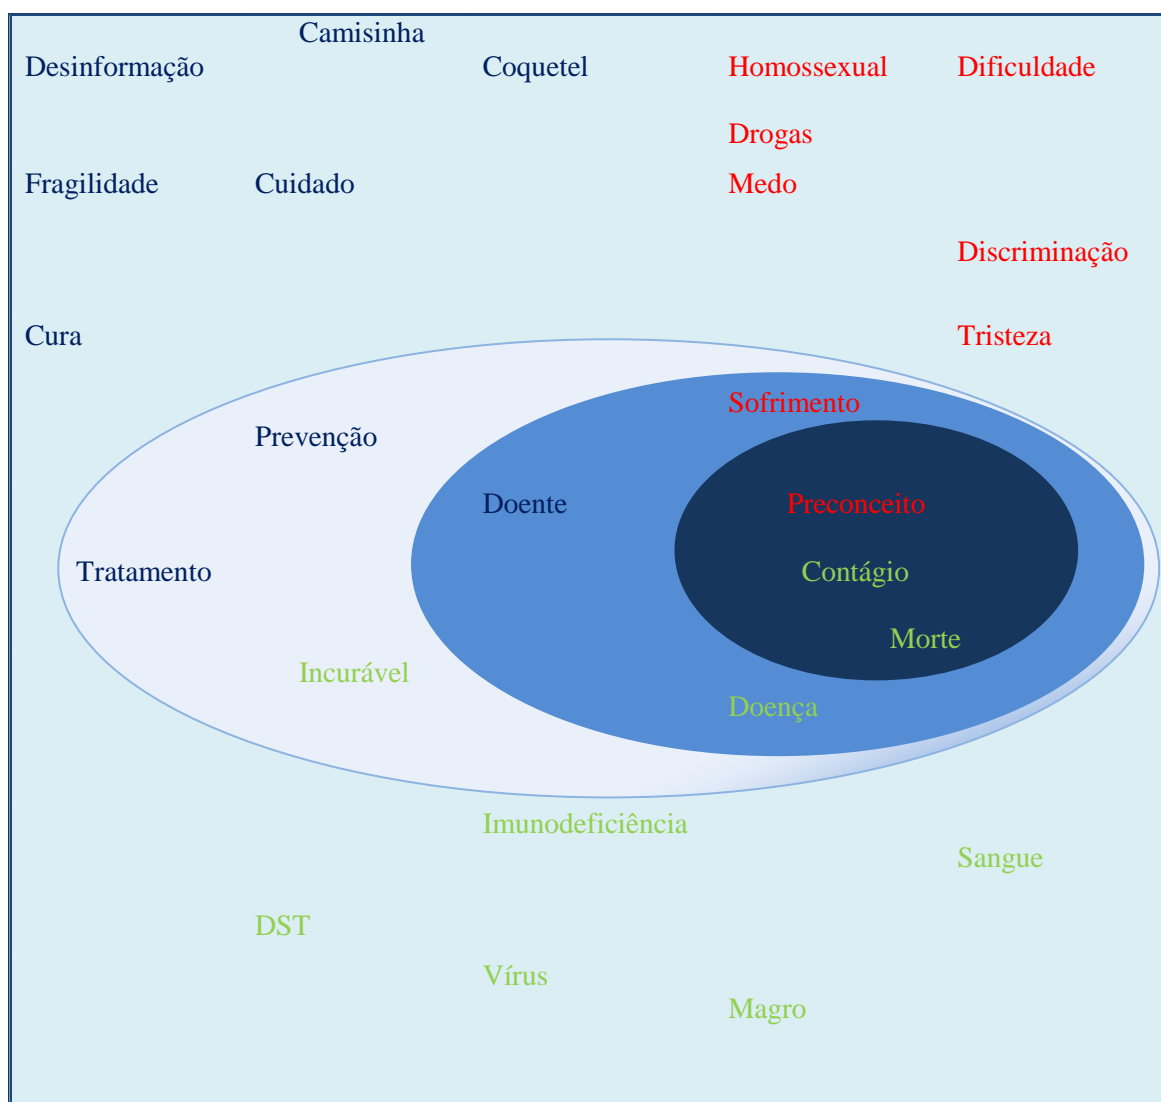 Camisinha
Desinformação Coquetel Homossexual Dificuldade
Drogas
Fragilidade Cuidado Medo
Discriminação
Cura Tristeza
Sofrimento
Prevenção
Doente Preconceito
Tratamento Contágio
Morte
Incurável
Doença
Imunodeficiência
Sangue
DST
Vírus
Magro